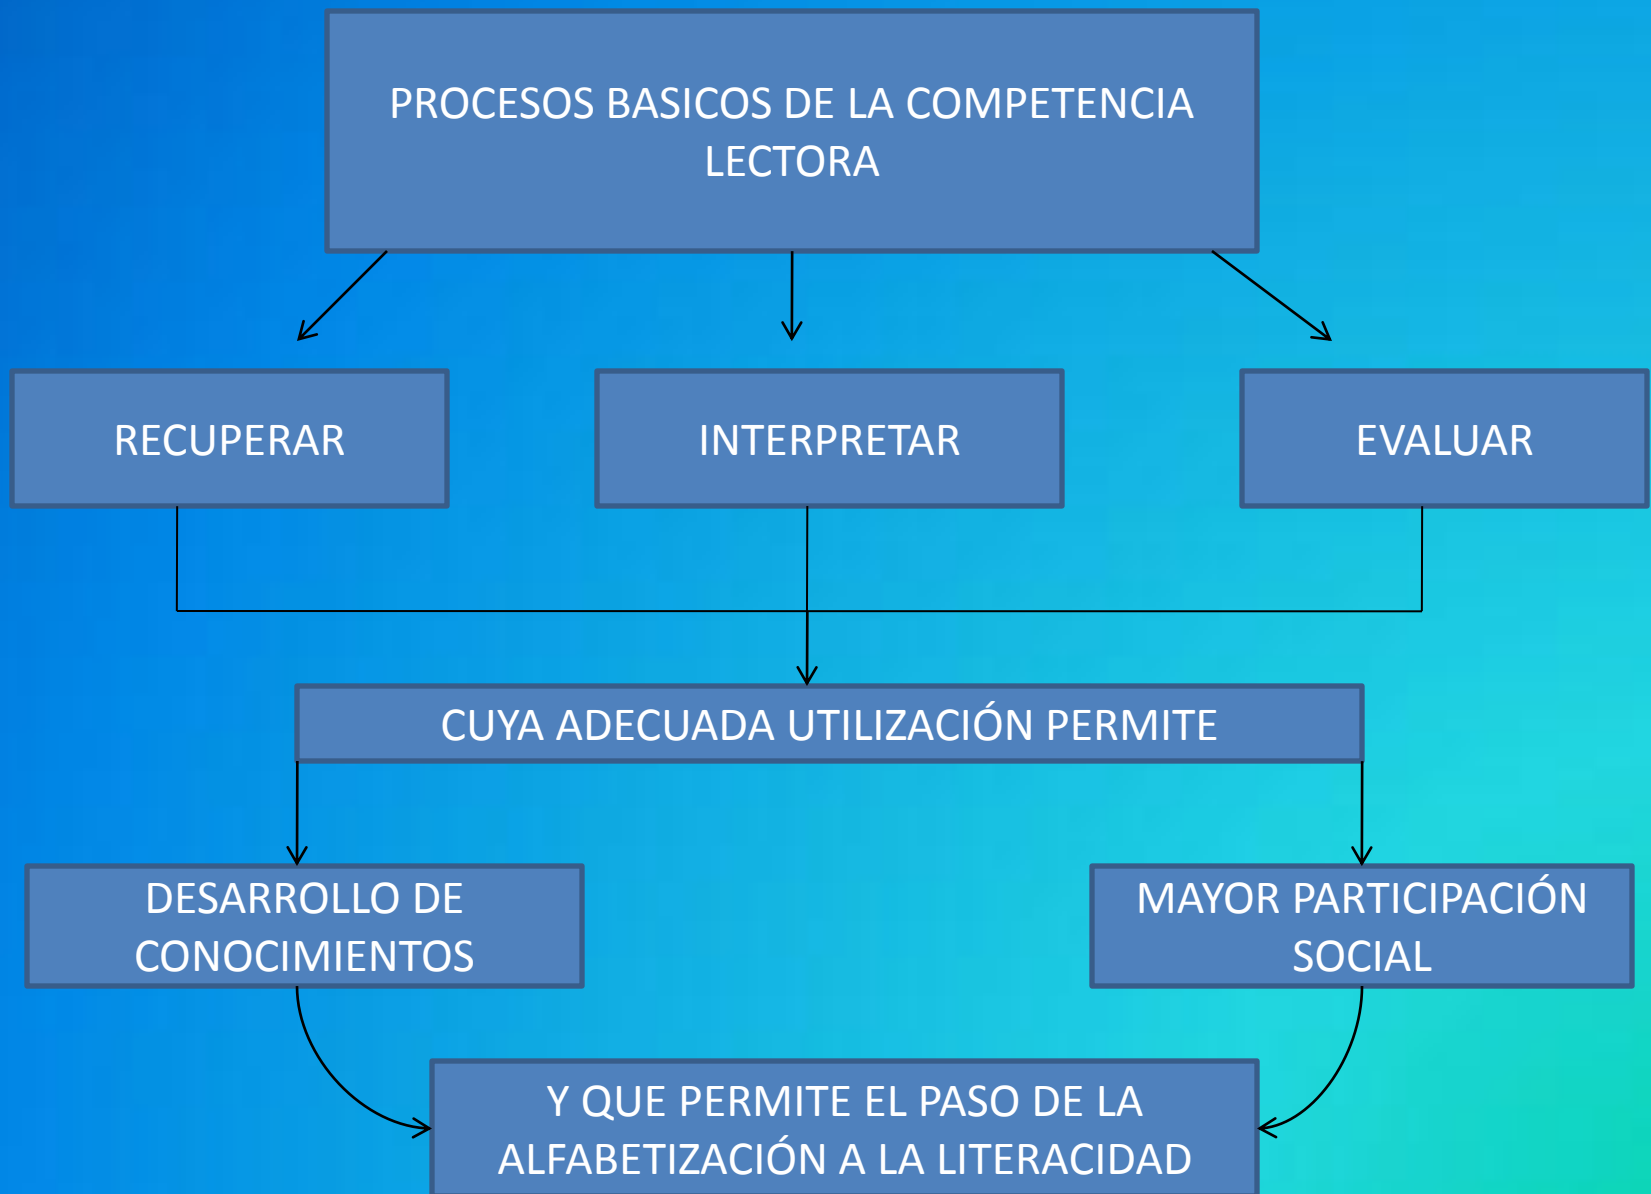 PROCESOS BASICOS DE LA COMPETENCIA
LECTORA
RECUPERAR
INTERPRETAR
EVALUAR
CUYA ADECUADA UTILIZACIÓN PERMITE
DESARROLLO DE
CONOCIMIENTOS
MAYOR PARTICIPACIÓN
SOCIAL
Y QUE PERMITE EL PASO DE LA
ALFABETIZACIÓN A LA LITERACIDAD